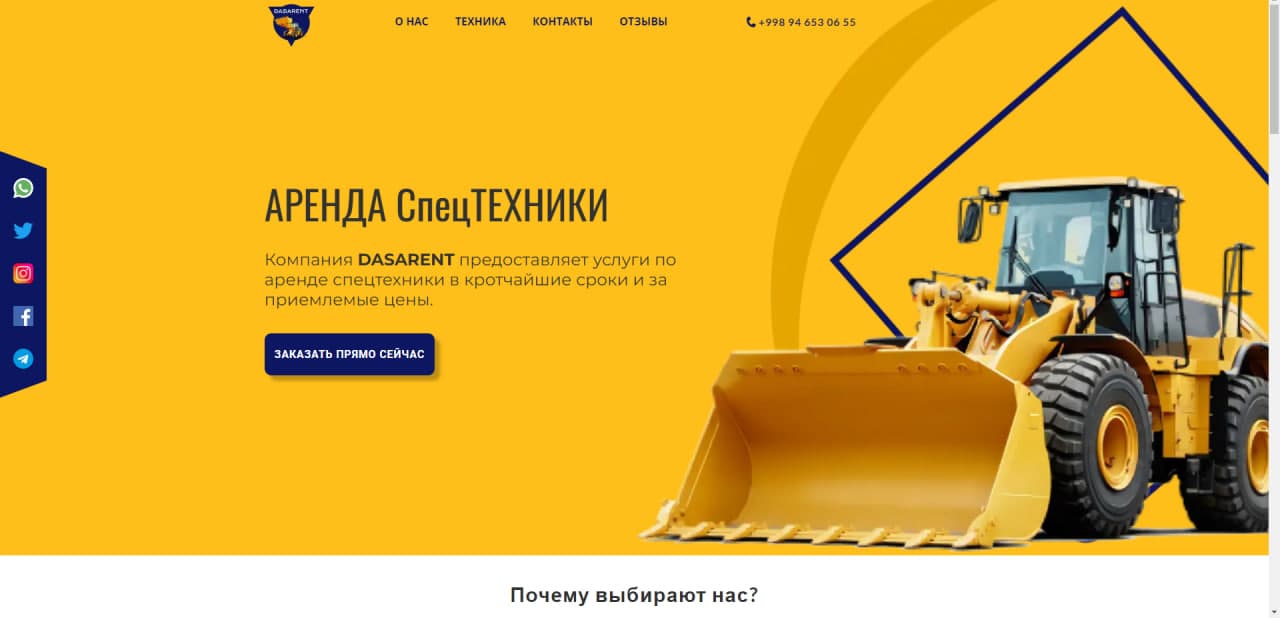 DASARENT
О НАС ТЕХНИКА КОНТАКТЫ ОТЗЫВЫ +998 94 653 06 55
АРЕНДА СпецТЕХНИКИ
Компания DASARENT предоставляет услуги по
аренде спецтехники в кротчайшие сроки и за
приемлемые цены.
ЗАКАЗАТЬ ПРЯМО СЕЙЧАС
Почему выбирают нас?